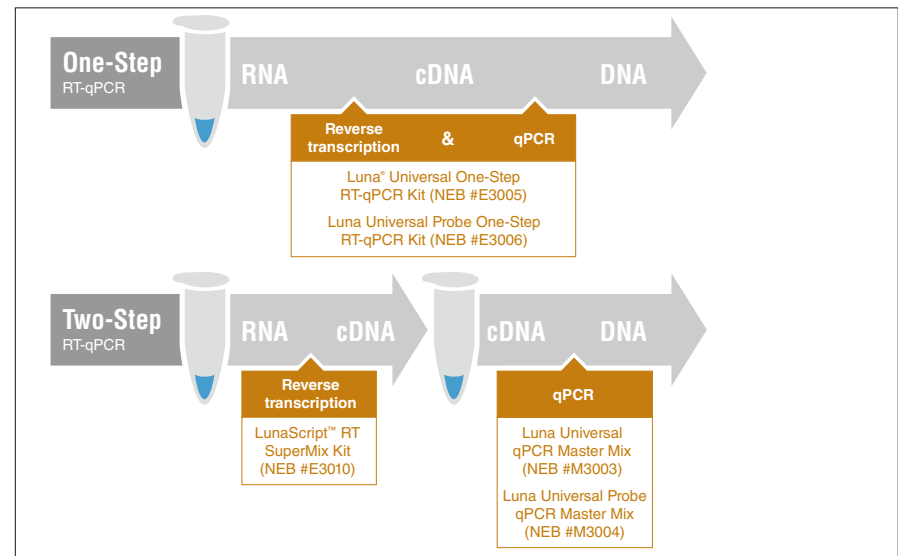 One-Step
RT-qPCR
RNA
cDNA
DNA
Reverse
transcription
&
qPCR
Luna® Universal One-Step
RT-qPCR Kit (NEB #E3005)
Luna Universal Probe One-Step
RT-qPCR Kit (NEB #E3006)
Two-Step
RT-qPCR
RNA
cDNA
cDNA
DNA
Reverse
transcription
LunaScript™ RT
SuperMix Kit
(NEB #E3010)
qPCR
Luna Universal
qPCR Master Mix
(NEB #M3003)
Luna Universal Probe
qPCR Master Mix
(NEB #M3004)